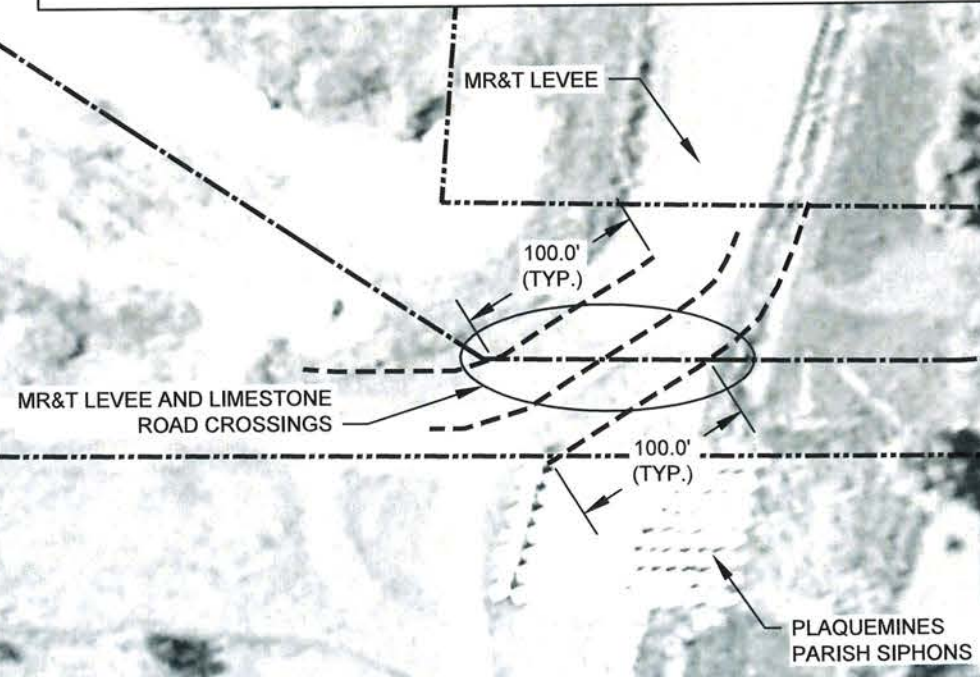 MR&T LEVEE
100.0'
(TYP.)
MR&T LEVEE AND LIMESTONE
ROAD CROSSINGS
100.0'
(TYP.)
PLAQUEMINES
PARISH SIPHONS